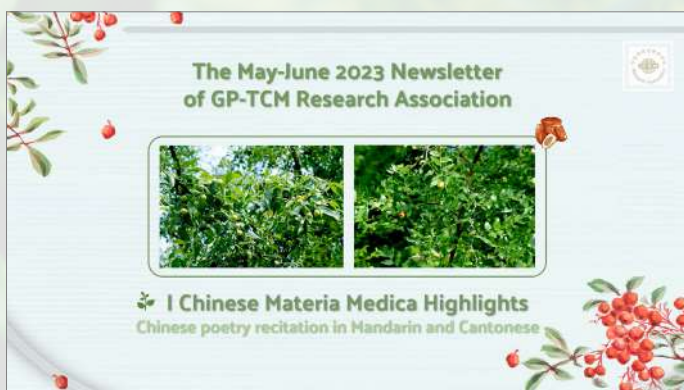 The May-June 2023 Newsletter
of GP-TCM Research Association
I Chinese Materia Medica Highlights
Chinese poetry recitation in Mandarin and Cantonese